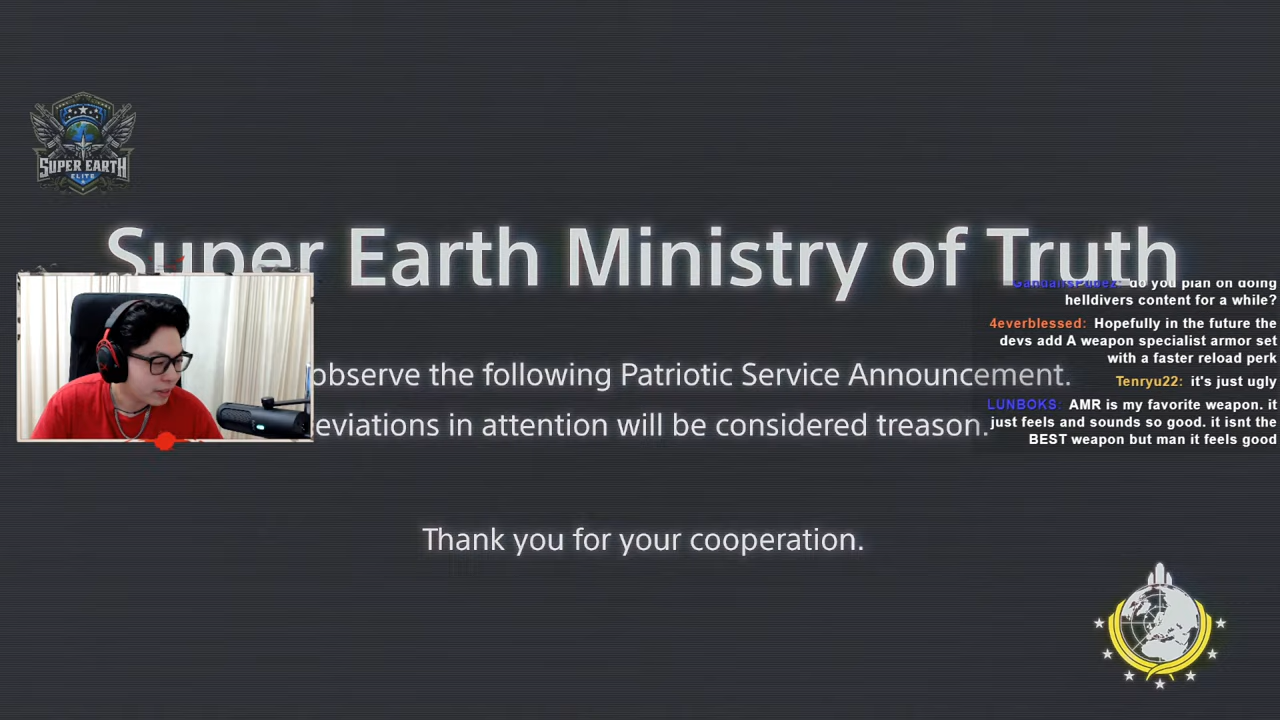 SUPER EARTH
ELITE
Super Earth Ministry of Truth
observe the following Patriotic Service Announcement.
eviations in attention will be considered treason.
Thank you for your cooperation.
do you plan on doing
helldivers content for a while?
4everblessed: Hopefully in the future the
devs add A weapon specialist armor set
with a faster reload perk
Tenryu22: it's just ugly
LUNBOKS: AMR is my favorite weapon. it
just feels and sounds so good. it isnt the
BEST weapon but man it feels good